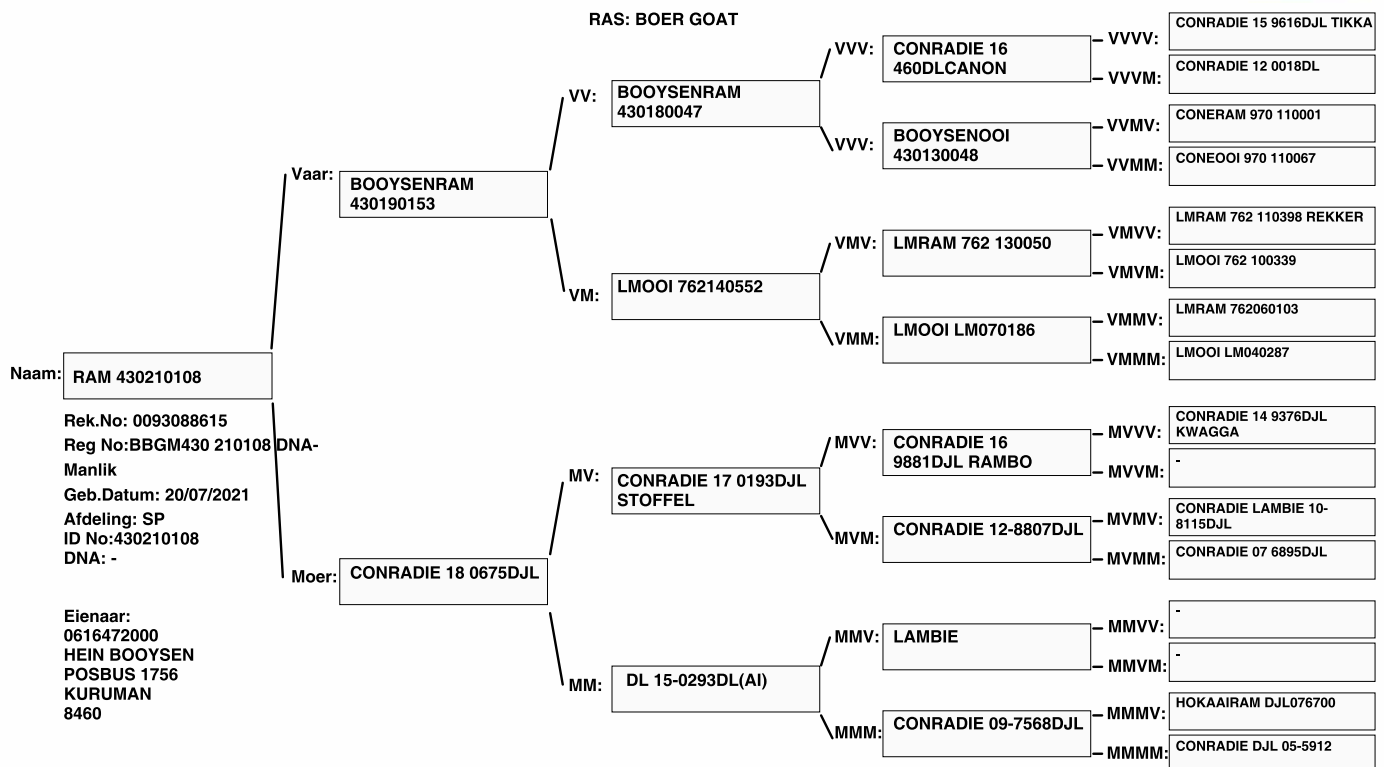 RAS: BOER GOAT
Naam:
RAM 430210108
Rek.No: 0093088615
Reg No:BBGM430 210108 DNA-
Manlik
Geb.Datum: 20/07/2021
Afdeling: SP
ID No:430210108
DNA: -
Eienaar:
0616472000
HEIN BOOYSEN
POSBUS 1756
KURUMAN
8460
Vaar:
BOOYSENRAM
430190153
Moer:
CONRADIE 18 0675DJL
VV:
BOOYSENRAM
430180047
VM:
LMOOI 762140552
MV:
CONRADIE 17 0193DJL
STOFFEL
MM:
DL 15-0293DL(AI)
VVV:
CONRADIE 16
460DLCANON
VVV:
BOOYSENOOI
430130048
VMV:
LMRAM 762 130050
VMM:
LMOOI LM070186
MVV:
CONRADIE 16
9881DJL RAMBO
MVM:
CONRADIE 12-8807DJL
MMV:
LAMBIE
MMM:
CONRADIE 09-7568DJL
VVVV:
CONRADIE 15 9616DJL TIKKA
VVVM:
CONRADIE 12 0018DL
VVMV:
CONERAM 970 110001
VVMM:
CONEOOI 970 110067
VMVV:
LMRAM 762 110398 REKKER
VMVM:
LMOOI 762 100339
VMMV:
LMRAM 762060103
VMMM:
LMOOI LM040287
MVVV:
CONRADIE 14 9376DJL
KWAGGA
MVVM:
-
MVMV:
CONRADIE LAMBIE 10-
8115DJL
MVMM:
CONRADIE 07 6895DJL
MMVV:
-
MMVM:
-
MMMV:
HOKAAIRAM DJL076700
MMMM:
CONRADIE DJL 05-5912